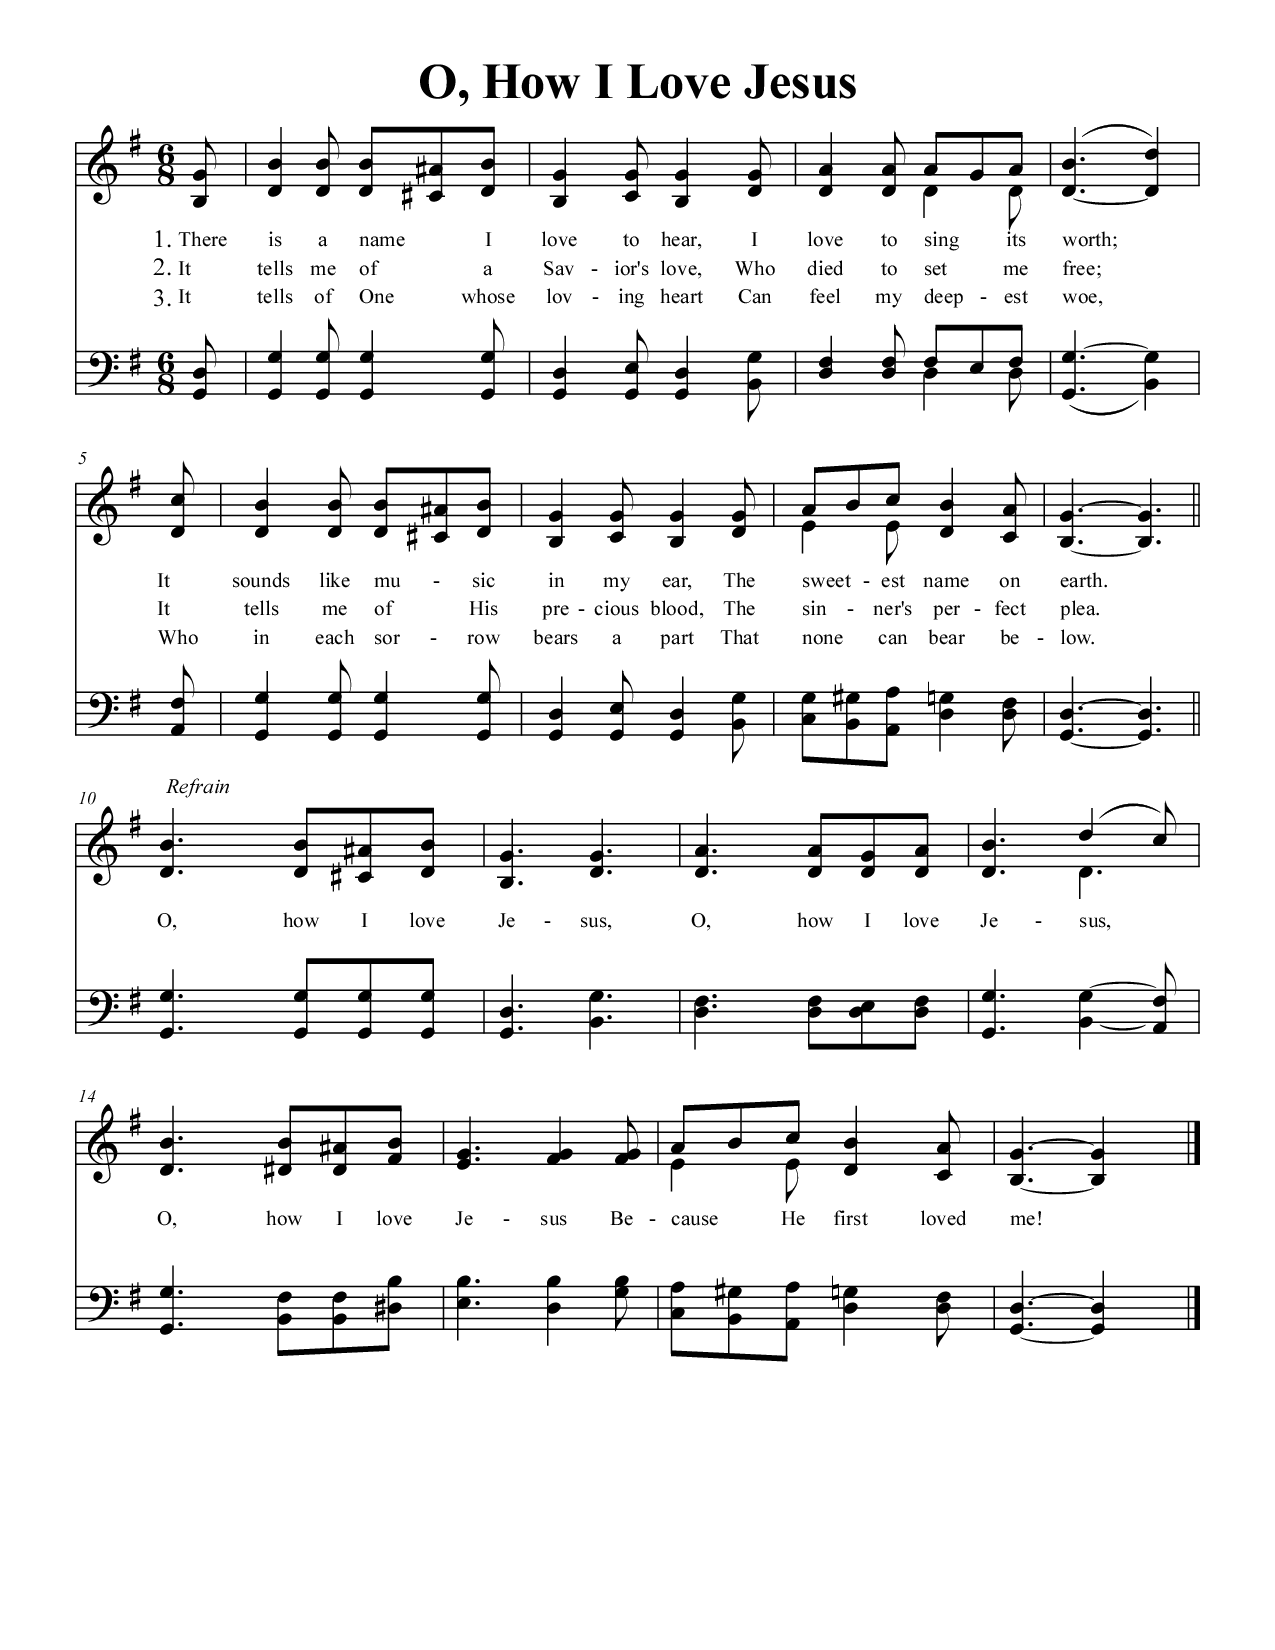 O, How I Love Jesus
6 8
1. There is a name I love to hear, I love to sing its worth;
2. It tells me of a Sav - ior's love, Who died to set me free;
3. It tells of One whose lov - ing heart Can feel my deep - est woe,
6 8
5
It sounds like mu - sic in my ear, The sweet - est name on earth.
It tells me of His pre - cious blood, The sin - ner's per - fect plea.
Who in each sor - row bears a part That none can bear be - low.
Refrain
10
O, how I love Je - sus, O, how I love Je - sus,
14
O, how I love Je - sus Be - cause He first loved me!